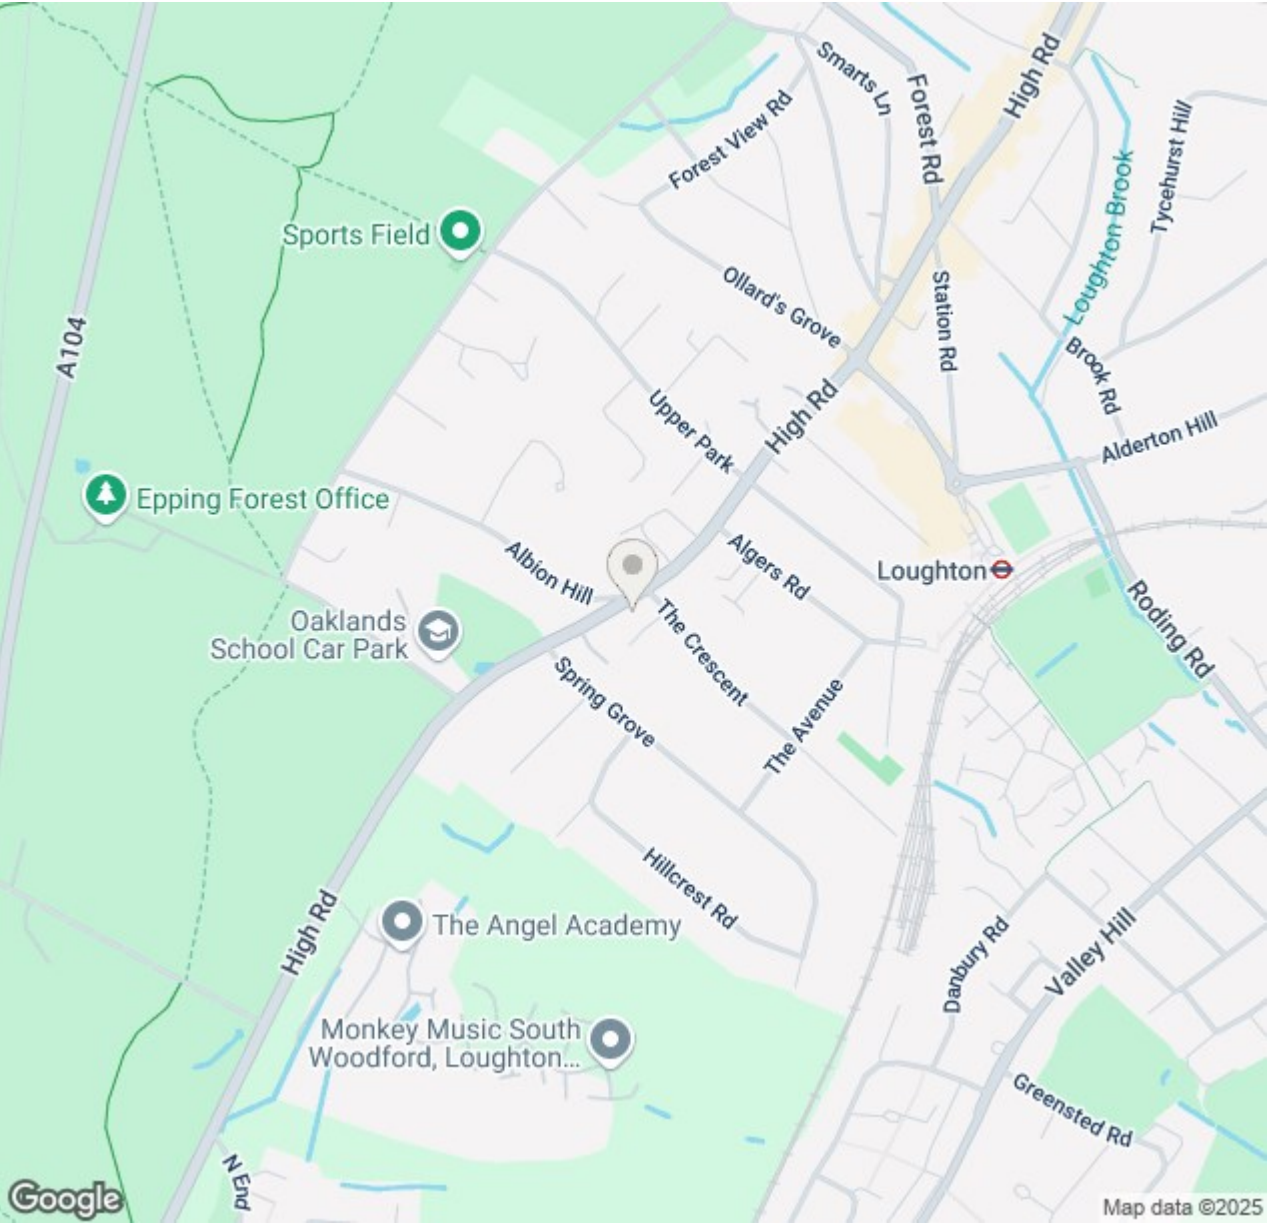 Smarts Ln
Forest Rd
High Rd
Forest View Rd
Tycehurst Hill
Loughton Brook
Sports Field
Ollard's Grove
Station Rd
A104
Brook Rd
High Rd
Upper Park
Alderton Hill
Epping Forest Office
Albion Hill
Algers Rd
Loughton
Oaklands
School Car Park
The Crescent
Roding Rd
Spring Grove
The Avenue
Hillcrest Rd
High Rd
The Angel Academy
Danbury Rd
Valley Hill
Monkey Music South
Woodford, Loughton...
Greensted Rd
N End
Google
Map data ©2025